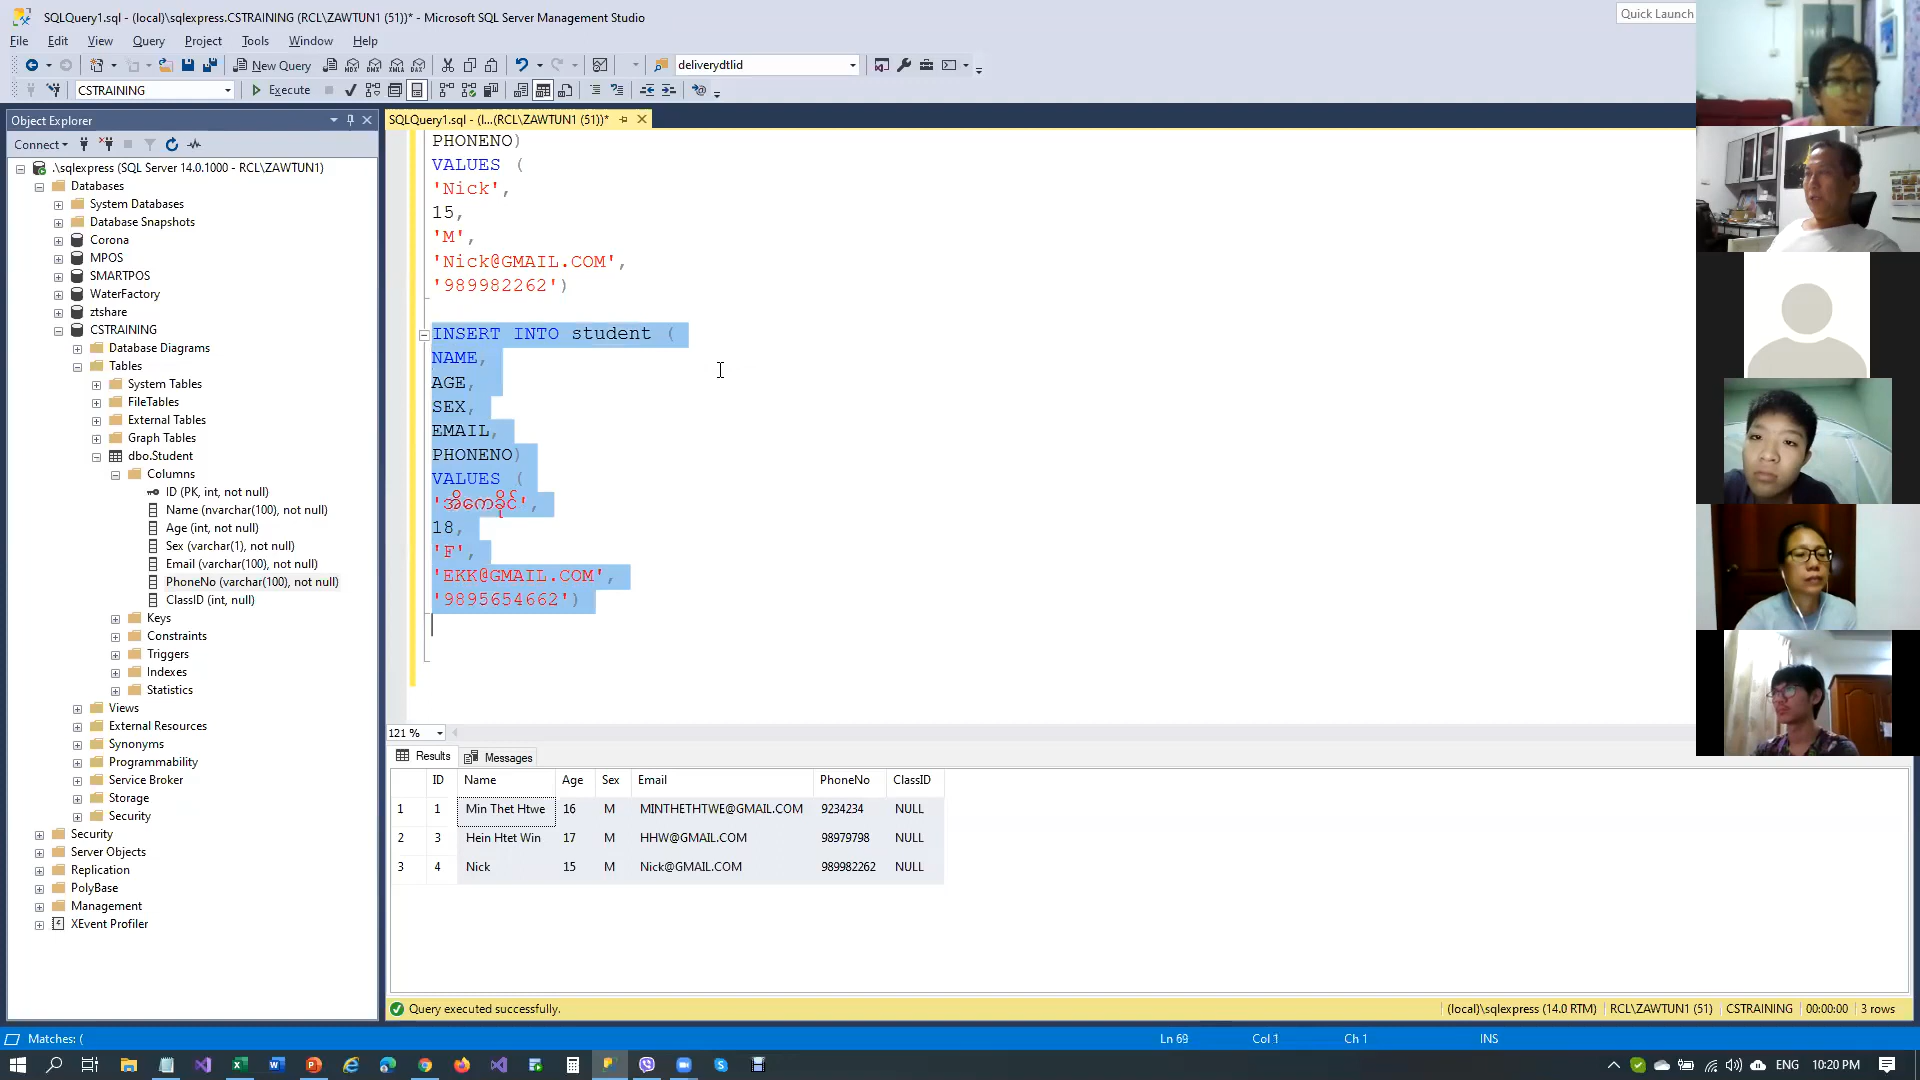 SQLQuery1.sql - (local)\sqlexpress.CSTRAINING (RCL\ZAWTUN1 (51))* - Microsoft SQL Server Management Studio
Quick Launch
File Edit View Query Project Tools Window Help
New Query
deliverydtlid
CSTRAINING
Execute
Object Explorer
SQLQuery1.sql - (l...(RCL\ZAWTUN1 (51))*
Connect
.\sqlexpress (SQL Server 14.0.1000 - RCL\ZAWTUN1)
Databases
System Databases
Database Snapshots
Corona
MPOS
SMARTPOS
WaterFactory
ztshare
CSTRAINING
Database Diagrams
Tables
System Tables
FileTables
External Tables
Graph Tables
dbo.Student
Columns
ID (PK, int, not null)
Name (nvarchar(100), not null)
Age (int, not null)
Sex (varchar(1), not null)
Email (varchar(100), not null)
PhoneNo (varchar(100), not null)
ClassID (int, null)
Keys
Constraints
Triggers
Indexes
Statistics
Views
External Resources
Synonyms
Programmability
Service Broker
Storage
Security
Security
Server Objects
Replication
PolyBase
Management
XEvent Profiler
PHONENO)
VALUES (
'Nick',
15,
'M',
'Nick@GMAIL.COM',
'989982262')
INSERT INTO student (
NAME,
AGE,
SEX,
EMAIL,
PHONENO)
VALUES (
'အိကေခိုင်',
18,
'F',
'EKK@GMAIL.COM',
'9895654662')
121 %
Results Messages
ID Name Age Sex Email PhoneNo ClassID
1 1 Min Thet Htwe 16 M MINTHETHTWE@GMAIL.COM 9234234 NULL
2 3 Hein Htet Win 17 M HHW@GMAIL.COM 98979798 NULL
3 4 Nick 15 M Nick@GMAIL.COM 989982262 NULL
Query executed successfully.
(local)\sqlexpress (14.0 RTM) RCL\ZAWTUN1 (51) CSTRAINING 00:00:00 3 rows
Matches: (
Ln 69 Col 1 Ch 1 INS
ENG 10:20 PM